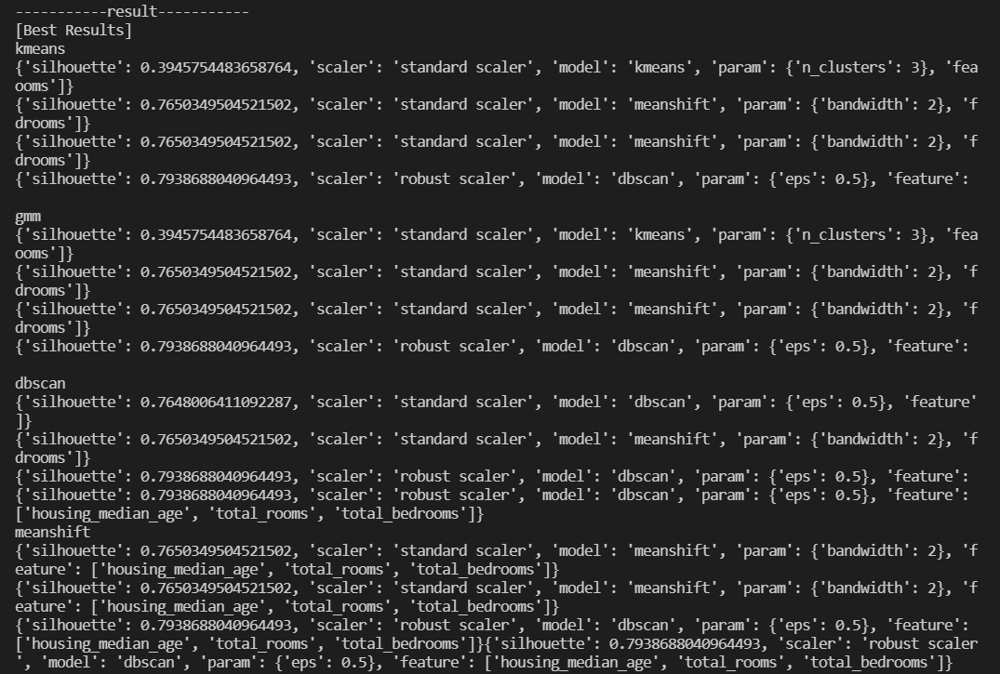 -----------result-----------
[Best Results]
kmeans
{'silhouette': 0.3945754483658764, 'scaler': 'standard scaler', 'model': 'kmeans', 'param': {'n_clusters': 3}, 'fea
ooms']}
{'silhouette': 0.7650349504521502, 'scaler': 'standard scaler', 'model': 'meanshift', 'param': {'bandwidth': 2}, 'f
drooms']}
{'silhouette': 0.7650349504521502, 'scaler': 'standard scaler', 'model': 'meanshift', 'param': {'bandwidth': 2}, 'f
drooms']}
{'silhouette': 0.7938688040964493, 'scaler': 'robust scaler', 'model': 'dbscan', 'param': {'eps': 0.5}, 'feature':
gmm
{'silhouette': 0.3945754483658764, 'scaler': 'standard scaler', 'model': 'kmeans', 'param': {'n_clusters': 3}, 'fea
ooms']}
{'silhouette': 0.7650349504521502, 'scaler': 'standard scaler', 'model': 'meanshift', 'param': {'bandwidth': 2}, 'f
drooms']}
{'silhouette': 0.7650349504521502, 'scaler': 'standard scaler', 'model': 'meanshift', 'param': {'bandwidth': 2}, 'f
drooms']}
{'silhouette': 0.7938688040964493, 'scaler': 'robust scaler', 'model': 'dbscan', 'param': {'eps': 0.5}, 'feature':
dbscan
{'silhouette': 0.7648006411092287, 'scaler': 'standard scaler', 'model': 'dbscan', 'param': {'eps': 0.5}, 'feature'
]}
{'silhouette': 0.7650349504521502, 'scaler': 'standard scaler', 'model': 'meanshift', 'param': {'bandwidth': 2}, 'f
drooms']}
{'silhouette': 0.7938688040964493, 'scaler': 'robust scaler', 'model': 'dbscan', 'param': {'eps': 0.5}, 'feature':
{'silhouette': 0.7938688040964493, 'scaler': 'robust scaler', 'model': 'dbscan', 'param': {'eps': 0.5}, 'feature':
['housing_median_age', 'total_rooms', 'total_bedrooms']}
meanshift
{'silhouette': 0.7650349504521502, 'scaler': 'standard scaler', 'model': 'meanshift', 'param': {'bandwidth': 2}, 'f
eature': ['housing_median_age', 'total_rooms', 'total_bedrooms']}
{'silhouette': 0.7650349504521502, 'scaler': 'standard scaler', 'model': 'meanshift', 'param': {'bandwidth': 2}, 'f
eature': ['housing_median_age', 'total_rooms', 'total_bedrooms']}
{'silhouette': 0.7938688040964493, 'scaler': 'robust scaler', 'model': 'dbscan', 'param': {'eps': 0.5}, 'feature':
['housing_median_age', 'total_rooms', 'total_bedrooms']}{'silhouette': 0.7938688040964493, 'scaler': 'robust scaler
', 'model': 'dbscan', 'param': {'eps': 0.5}, 'feature': ['housing_median_age', 'total_rooms', 'total_bedrooms']}